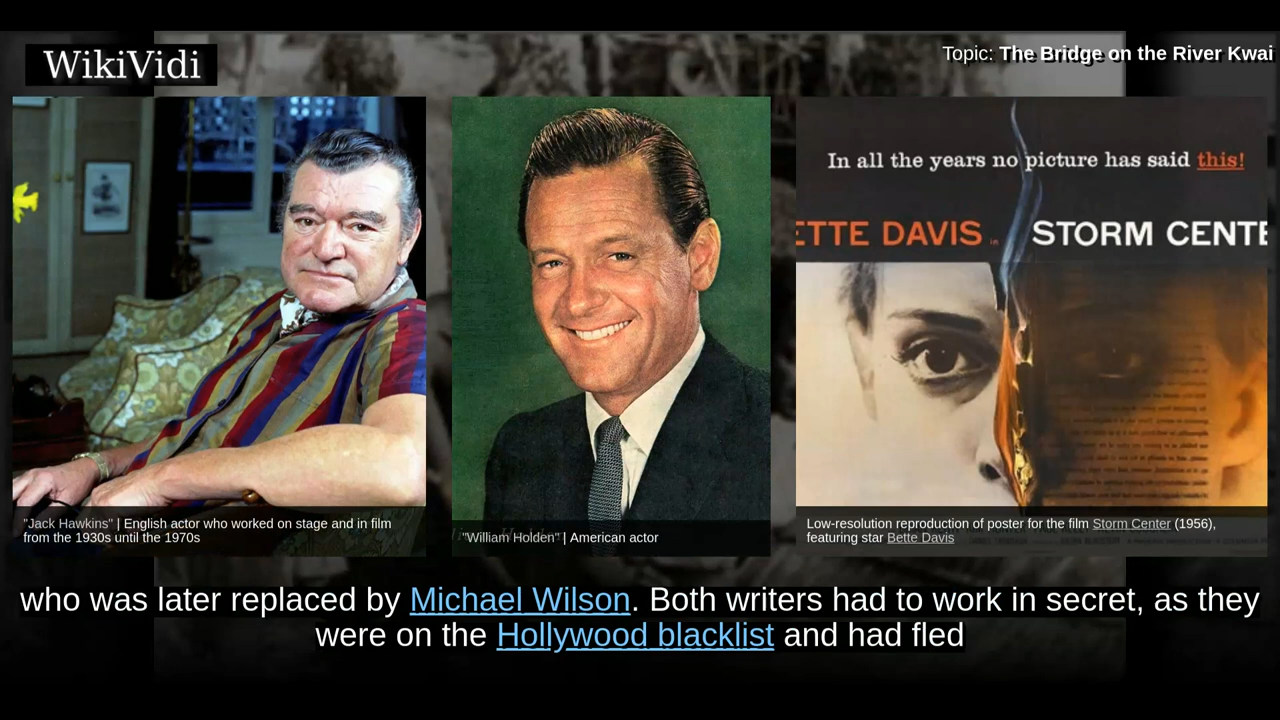 WikiVidi
Topic: The Bridge on the River Kwai
In all the years no picture has said this!
ETTE DAVIS in STORM CENTE
"Jack Hawkins" | English actor who worked on stage and in film
from the 1930s until the 1970s
"William Holden" | American actor
Low-resolution reproduction of poster for the film Storm Center (1956),
featuring star Bette Davis
who was later replaced by Michael Wilson. Both writers had to work in secret, as they
were on the Hollywood blacklist and had fled